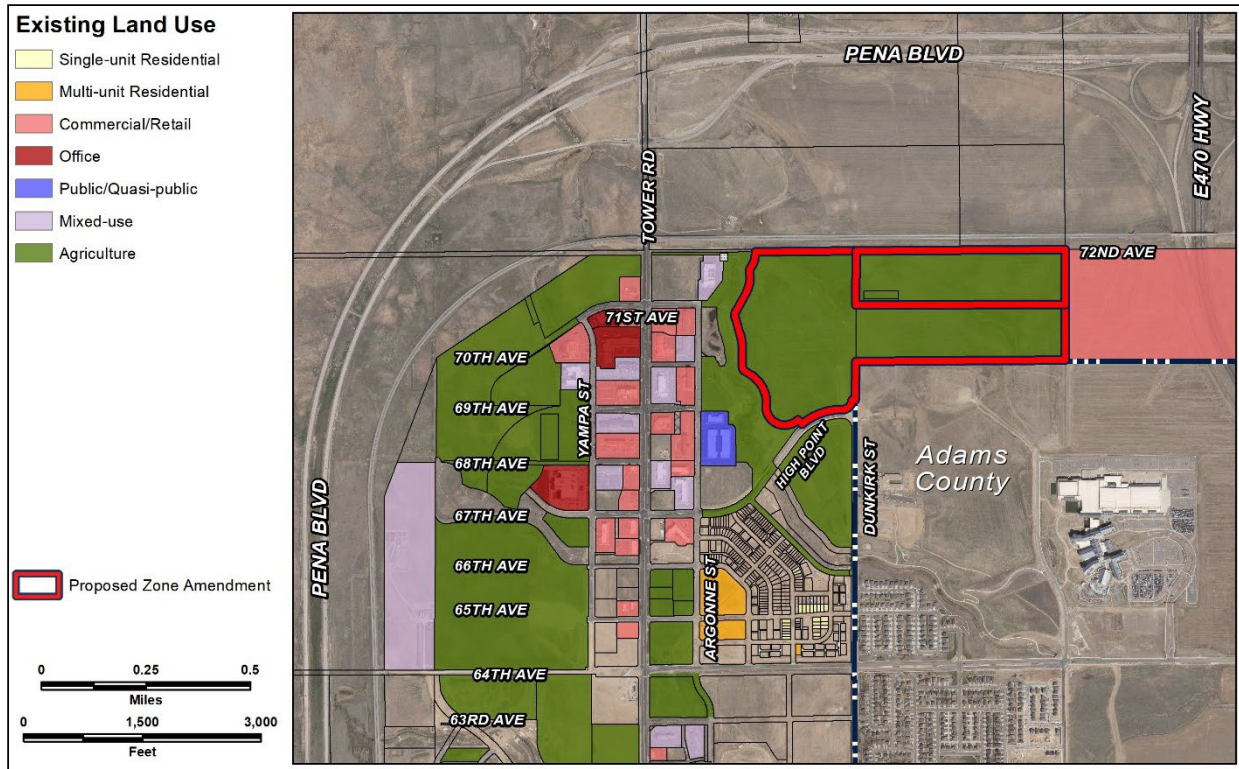 Existing Land Use
Single-unit Residential
Multi-unit Residential
Commercial/Retail
Office
Public/Quasi-public
Mixed-use
Agriculture
Proposed Zone Amendment
0 0.25 0.5
Miles
0 1,500 3,000
Feet
PENA BLVD
E470 HWY
TOWER RD
72ND AVE
71ST AVE
70TH AVE
69TH AVE
YAMPA ST
68TH AVE
HIGH POINT
BLVD
Adams
County
DUNKIRK ST
67TH AVE
PENA BLVD
66TH AVE
65TH AVE
ARGONNE ST
64TH AVE
63RD AVE